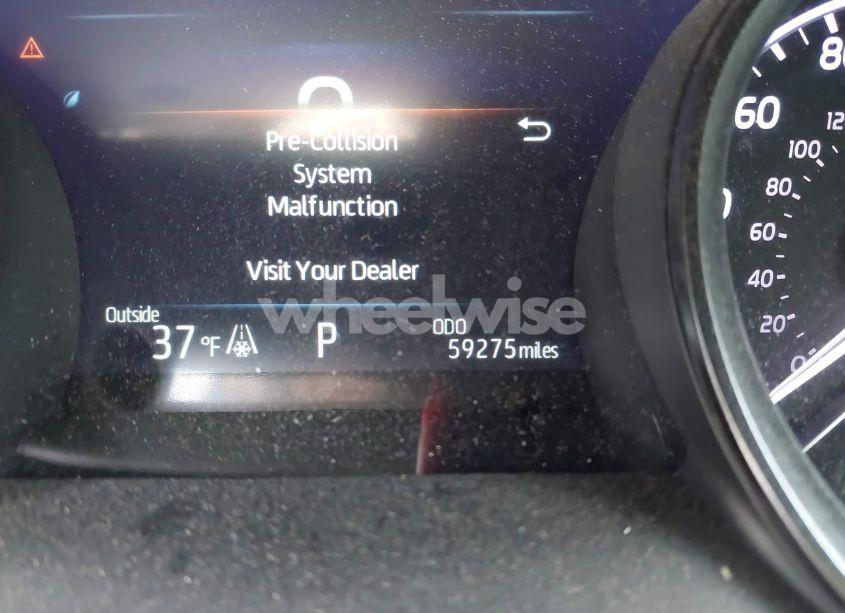 Pre-Collision
System
Malfunction
Visit Your Dealer
wheelwise
Outside
37 °F
P
ODO
59275 miles
80
60
100
80
60
40
20
0